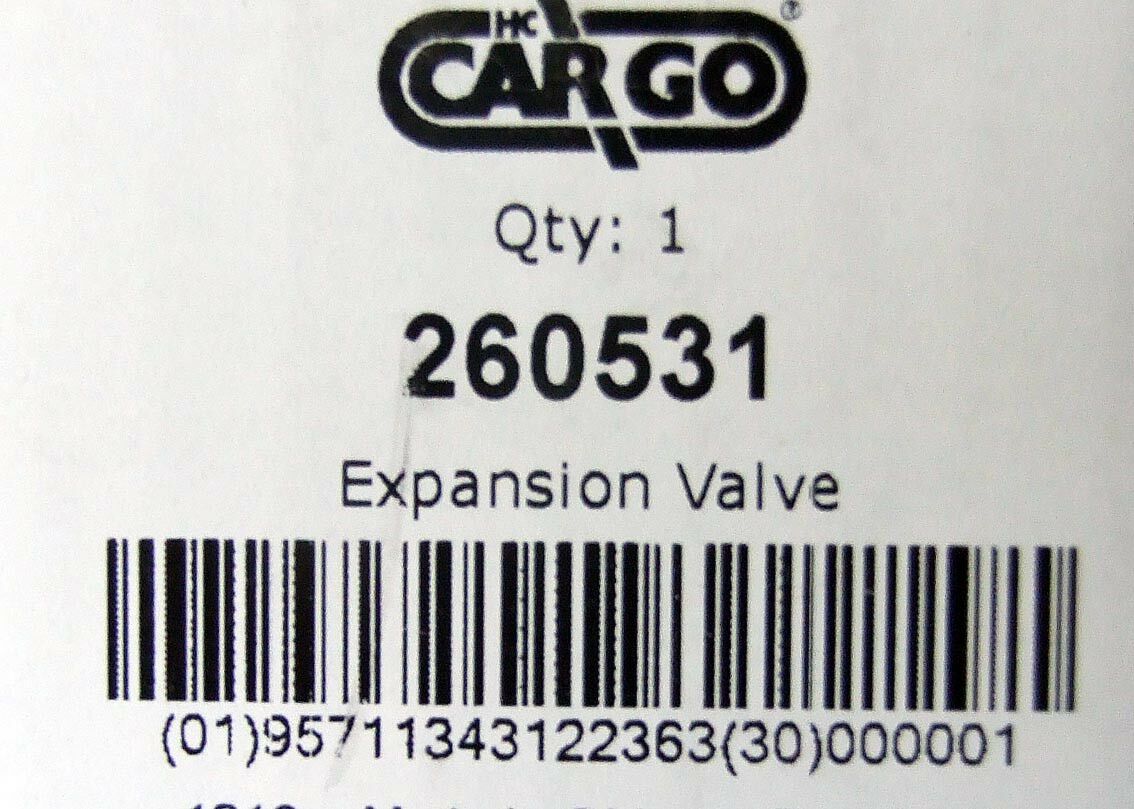 HC
CARGO®
Qty: 1
260531
Expansion Valve
(01)95711343122363(30)000001